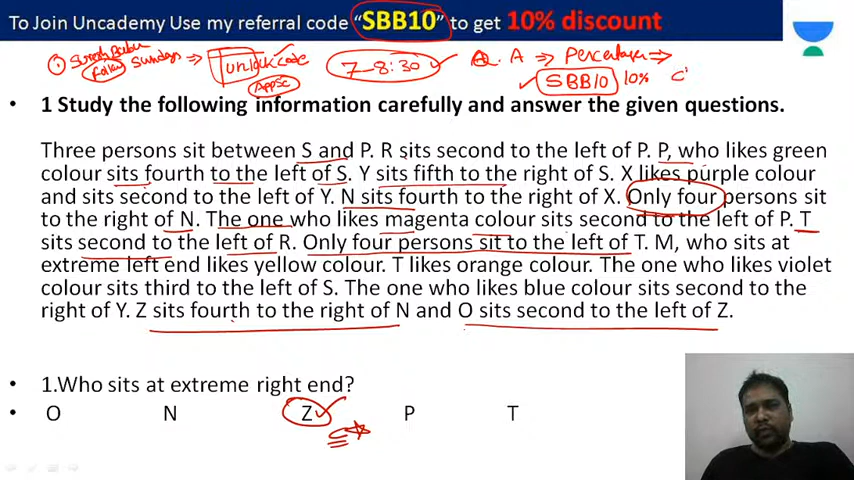 To Join Uncademy Use my referral code “SBB10” to get 10% discount
① Suresh Babu
Sundays ⇒ unlock code 7-8:30 Q. A ⇒ Percentages ⇒
APPSC SBB10 10%
• 1 Study the following information carefully and answer the given questions.
Three persons sit between S and P. R sits second to the left of P. P, who likes green
colour sits fourth to the left of S. Y sits fifth to the right of S. X likes purple colour
and sits second to the left of Y. N sits fourth to the right of X. Only four persons sit
to the right of N. The one who likes magenta colour sits second to the left of P. T
sits second to the left of R. Only four persons sit to the left of T. M, who sits at
extreme left end likes yellow colour. T likes orange colour. The one who likes violet
colour sits third to the left of S. The one who likes blue colour sits second to the
right of Y. Z sits fourth to the right of N and O sits second to the left of Z.
• 1.Who sits at extreme right end?
• O N Z P T